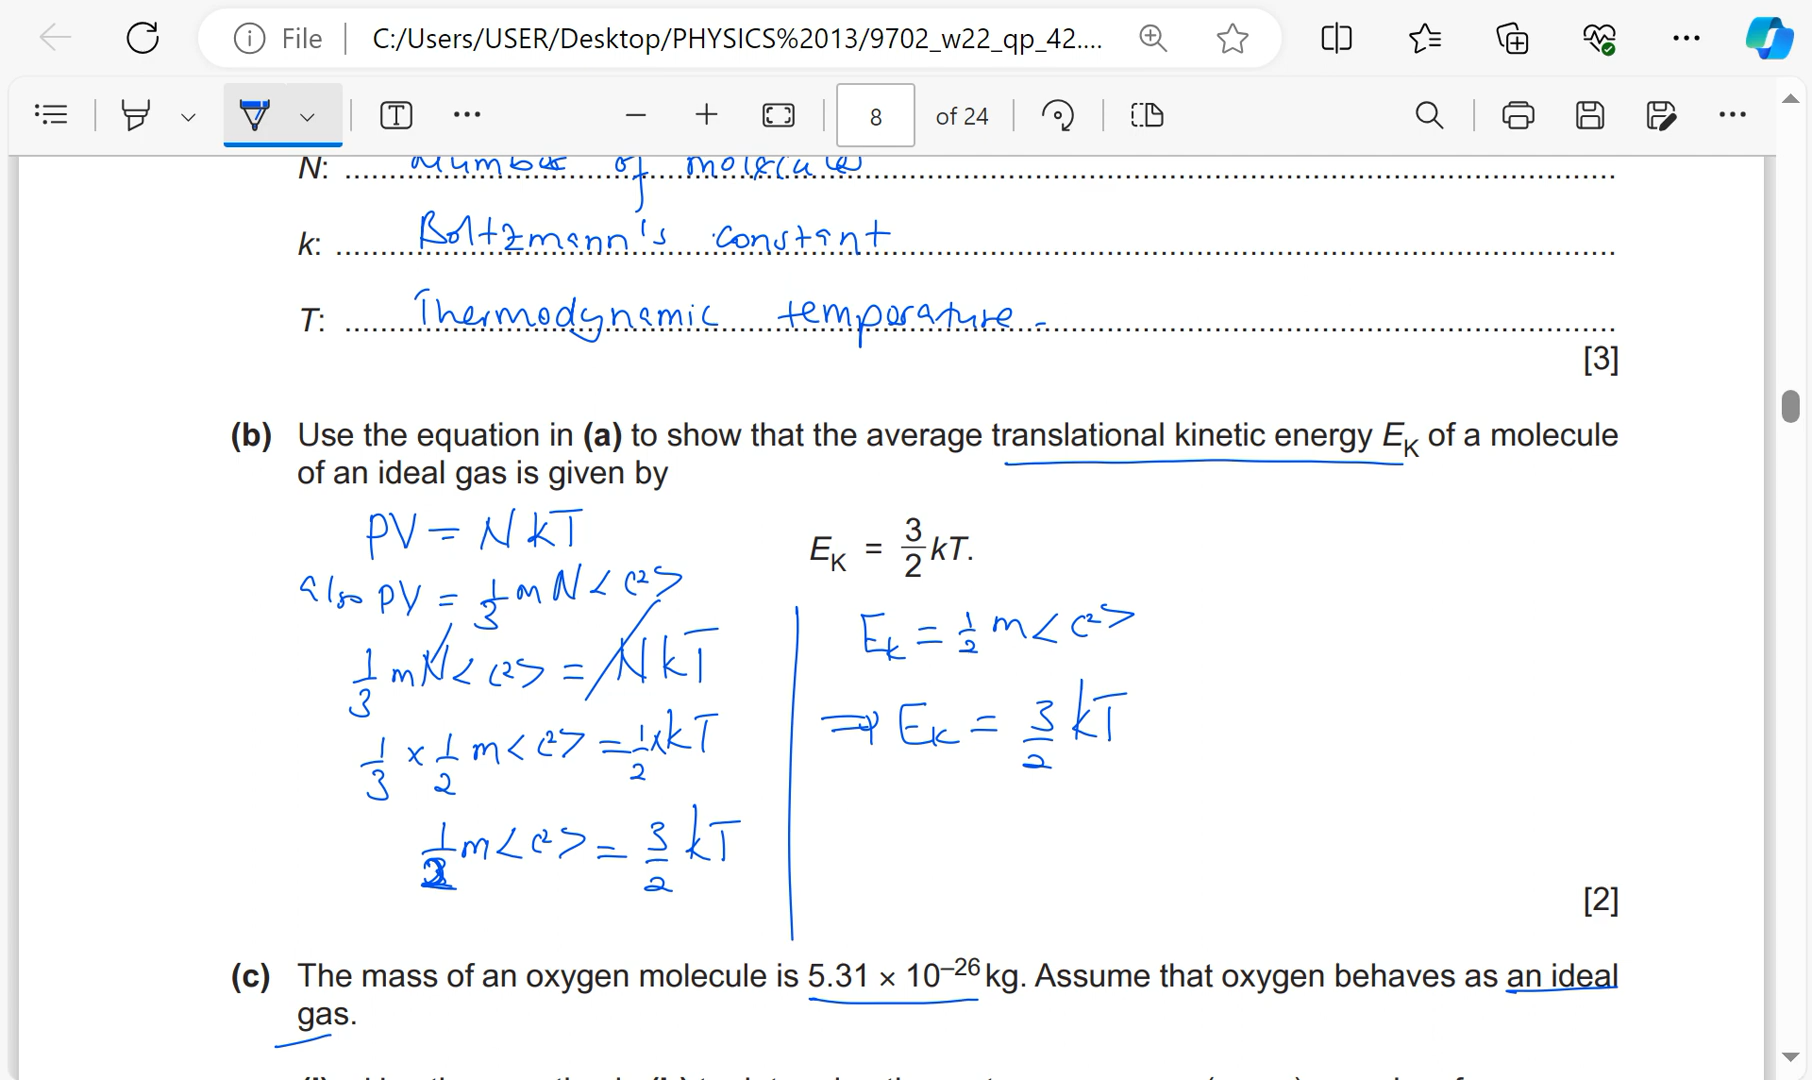 File C:/Users/USER/Desktop/PHYSICS%2013/9702_w22_qp_42....
8 of 24
N: Number of molecules
k: Boltzmann's constant
T: Thermodynamic temperature.
[3]
(b) Use the equation in (a) to show that the average translational kinetic energy E_K of a molecule
of an ideal gas is given by
E_K = 3/2 kT.
PV = NkT
also PV = 1/3 mN<c²>
1/3 mN<c²> = NkT
1/3 × 1/2 m<c²> = 1/2 × kT
1/2 m<c²> = 3/2 kT
E_k = 1/2 m<c²>
⇒ E_k = 3/2 kT
[2]
(c) The mass of an oxygen molecule is 5.31 × 10⁻²⁶ kg. Assume that oxygen behaves as an ideal
gas.